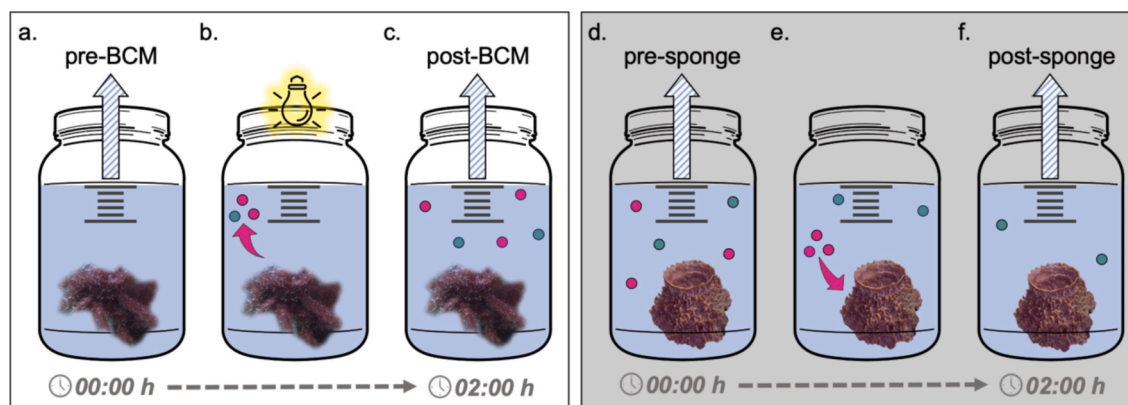 a.
b.
c.
pre-BCM
post-BCM
00:00 h
02:00 h
d.
e.
f.
pre-sponge
post-sponge
00:00 h
02:00 h